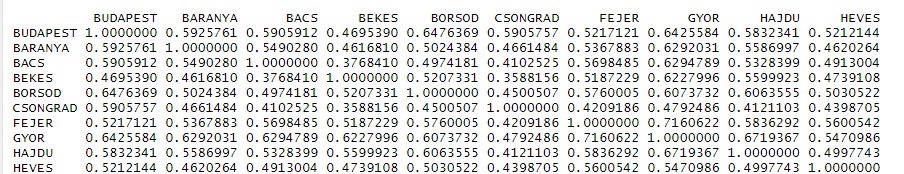 BUDAPEST BARANYA BACS BEKES BORSOD CSONGRAD FEJER GYOR HAJDU HEVES
BUDAPEST 1.0000000 0.5925761 0.5905912 0.4695390 0.6476369 0.5905757 0.5217121 0.6425584 0.5832341 0.5212144
BARANYA 0.5925761 1.0000000 0.5490280 0.4616810 0.5024384 0.4661484 0.5367883 0.6292031 0.5586997 0.4620264
BACS 0.5905912 0.5490280 1.0000000 0.3768410 0.4974181 0.4102525 0.5698485 0.6294789 0.5328399 0.4913004
BEKES 0.4695390 0.4616810 0.3768410 1.0000000 0.5207331 0.3588156 0.5187229 0.6227996 0.5599923 0.4739108
BORSOD 0.6476369 0.5024384 0.4974181 0.5207331 1.0000000 0.4500507 0.5760005 0.6073732 0.6063555 0.5030522
CSONGRAD 0.5905757 0.4661484 0.4102525 0.3588156 0.4500507 1.0000000 0.4209186 0.4792486 0.4121103 0.4398705
FEJER 0.5217121 0.5367883 0.5698485 0.5187229 0.5760005 0.4209186 1.0000000 0.7160622 0.5836292 0.5600542
GYOR 0.6425584 0.6292031 0.6294789 0.6227996 0.6073732 0.4792486 0.7160622 1.0000000 0.6719367 0.5470986
HAJDU 0.5832341 0.5586997 0.5328399 0.5599923 0.6063555 0.4121103 0.5836292 0.6719367 1.0000000 0.4997743
HEVES 0.5212144 0.4620264 0.4913004 0.4739108 0.5030522 0.4398705 0.5600542 0.5470986 0.4997743 1.0000000